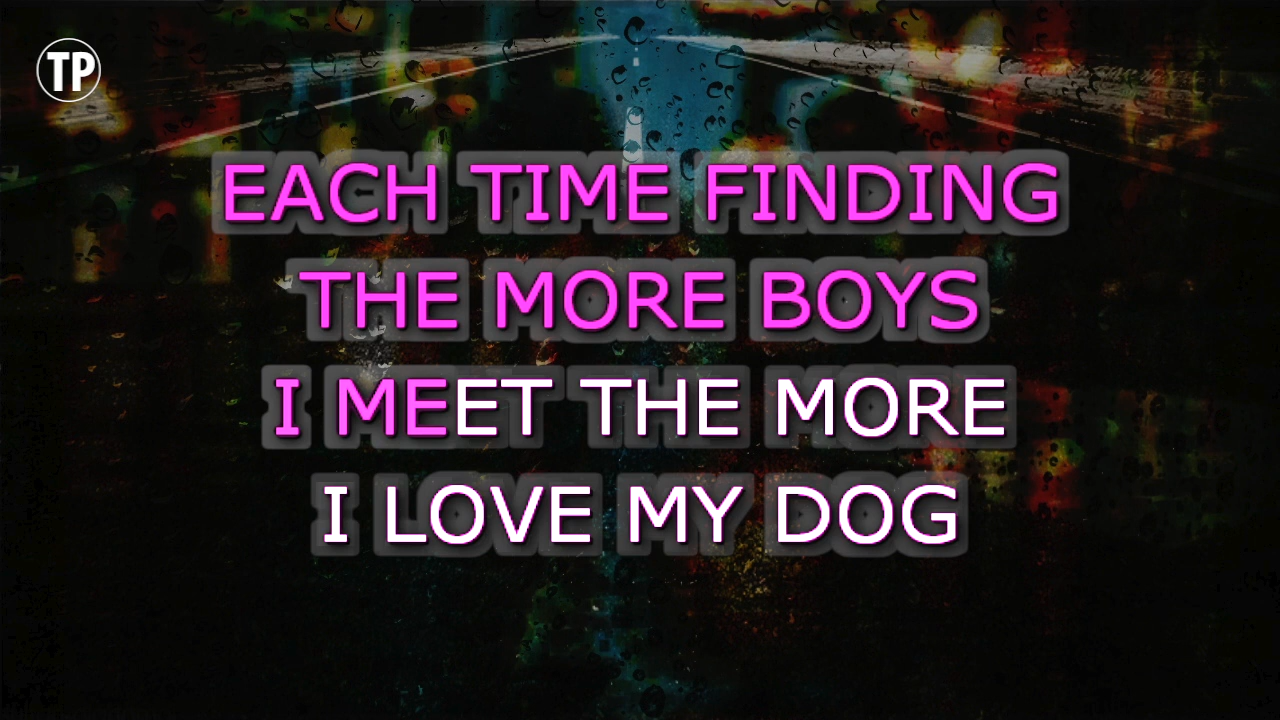 TP
EACH TIME FINDING
THE MORE BOYS
I MEET THE MORE
I LOVE MY DOG